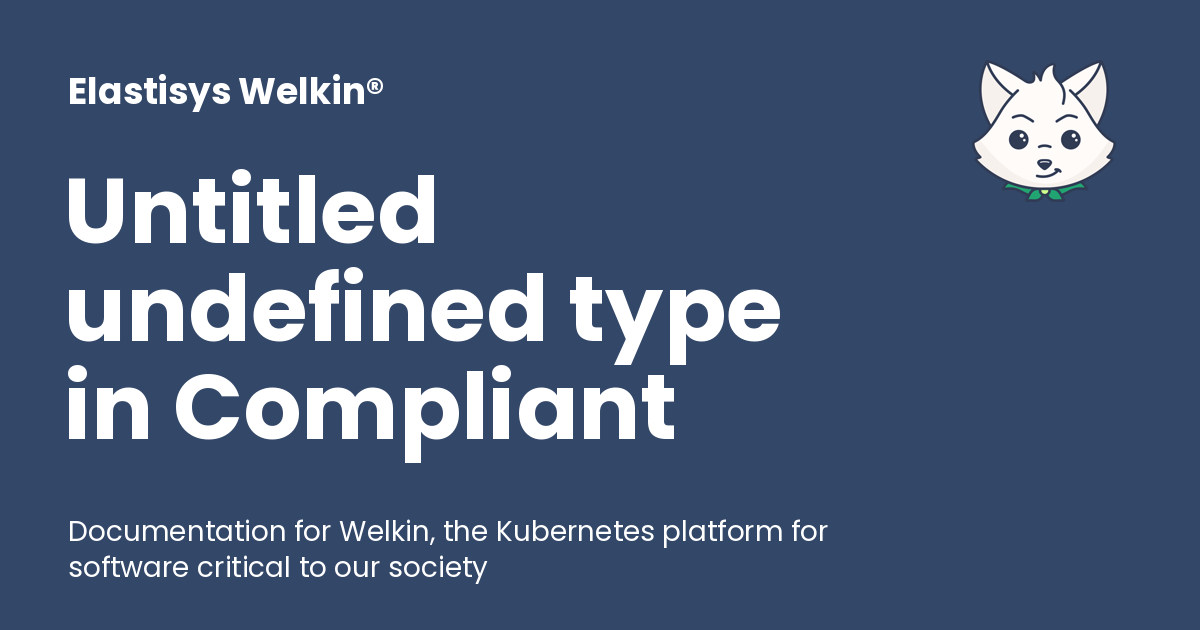 Elastisys Welkin®
Untitled
undefined type
in Compliant
Documentation for Welkin, the Kubernetes platform for
software critical to our society